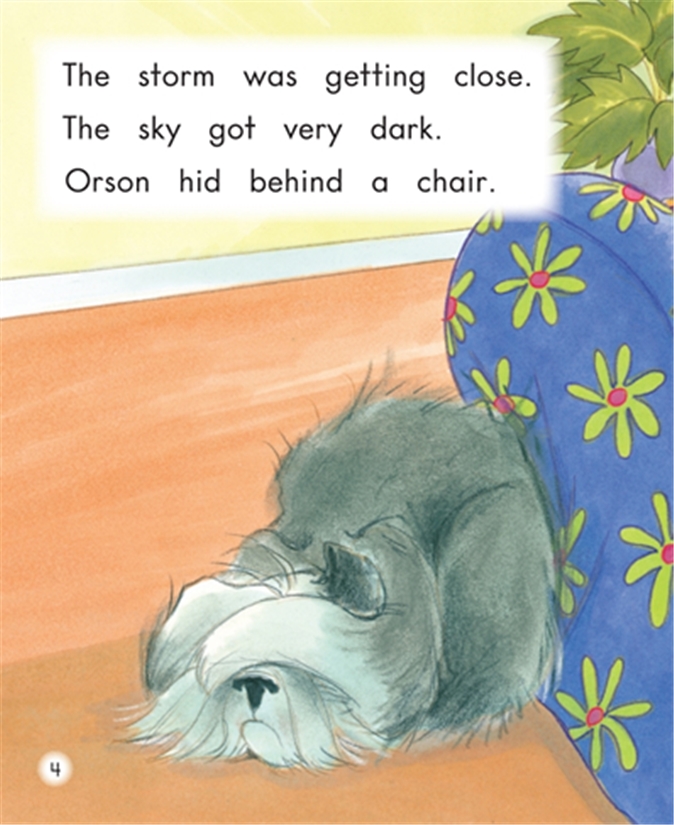 The storm was getting close.
The sky got very dark.
Orson hid behind a chair.
4